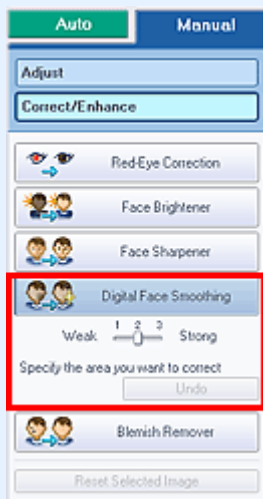 Auto Manual
Adjust
Correct/Enhance
Red-Eye Correction
Face Brightener
Face Sharpener
Digital Face Smoothing
1 2 3
Weak Strong
Specify the area you want to correct
Undo
Blemish Remover
Reset Selected Image